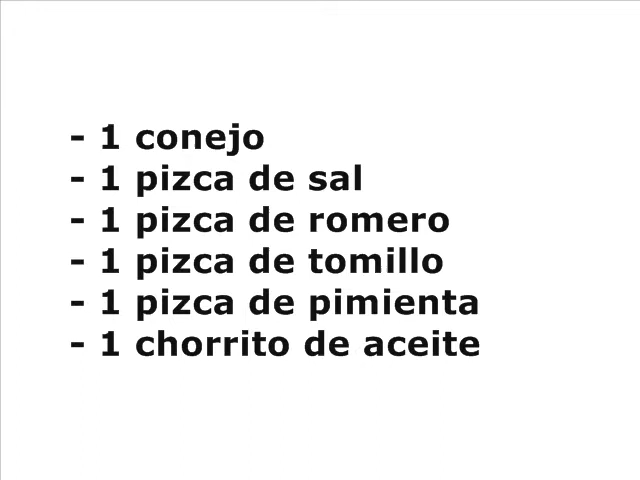 - 1 conejo
- 1 pizca de sal
- 1 pizca de romero
- 1 pizca de tomillo
- 1 pizca de pimienta
- 1 chorrito de aceite